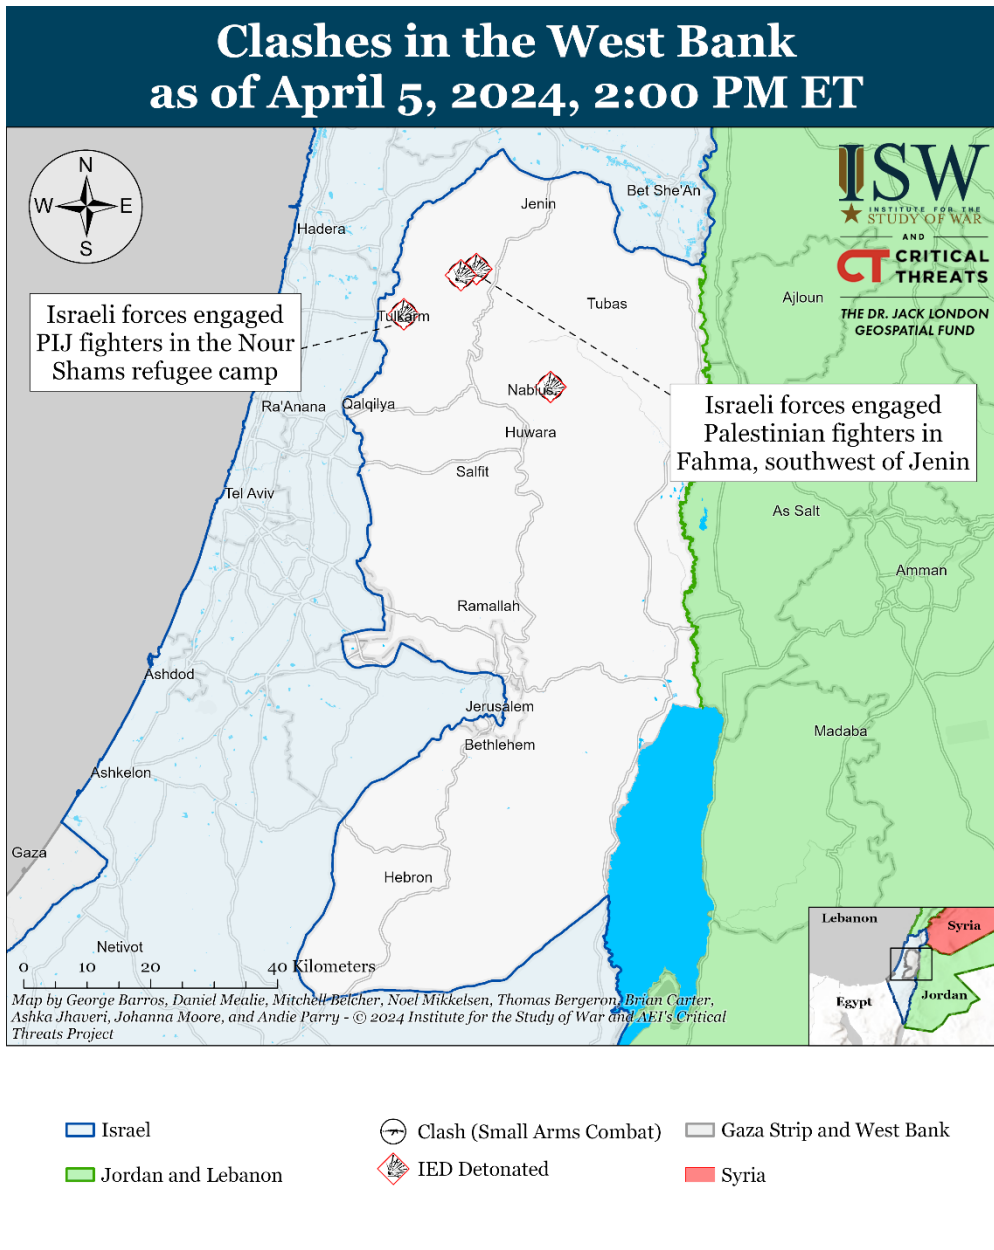 Clashes in the West Bank
as of April 5, 2024, 2:00 PM ET
N
W
E
S
ISW
INSTITUTE FOR THE
STUDY OF WAR
AND
CT CRITICAL
THREATS
THE DR. JACK LONDON
GEOSPATIAL FUND
Bet She'An
Jenin
Hadera
Israeli forces engaged
PIJ fighters in the Nour
Shams refugee camp
Tulkarm
Tubas
Ajloun
Nablus
Israeli forces engaged
Palestinian fighters in
Fahma, southwest of Jenin
Ra'Anana
Qalqilya
Huwara
Salfit
Tel Aviv
As Salt
Amman
Ramallah
Ashdod
Jerusalem
Bethlehem
Madaba
Ashkelon
Gaza
Hebron
Netivot
0 10 20 40 Kilometers
Map by George Barros, Daniel Mealie, Mitchell Belcher, Noel Mikkelsen, Thomas Bergeron, Brian Carter,
Ashka Jhaveri, Johanna Moore, and Andie Parry - © 2024 Institute for the Study of War and AEI's Critical
Threats Project
Lebanon
Syria
Egypt
Jordan
Israel
Clash (Small Arms Combat)
Gaza Strip and West Bank
Jordan and Lebanon
IED Detonated
Syria